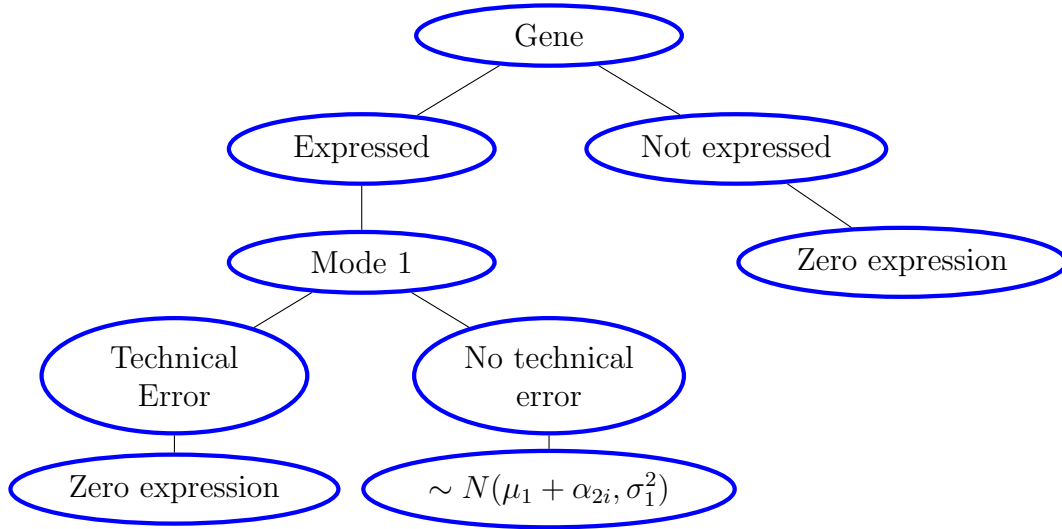 Gene
Expressed
Not expressed
Mode 1
Zero expression
Technical
Error
No technical
error
Zero expression
∼ N(μ₁ + α₂ᵢ, σ₁²)